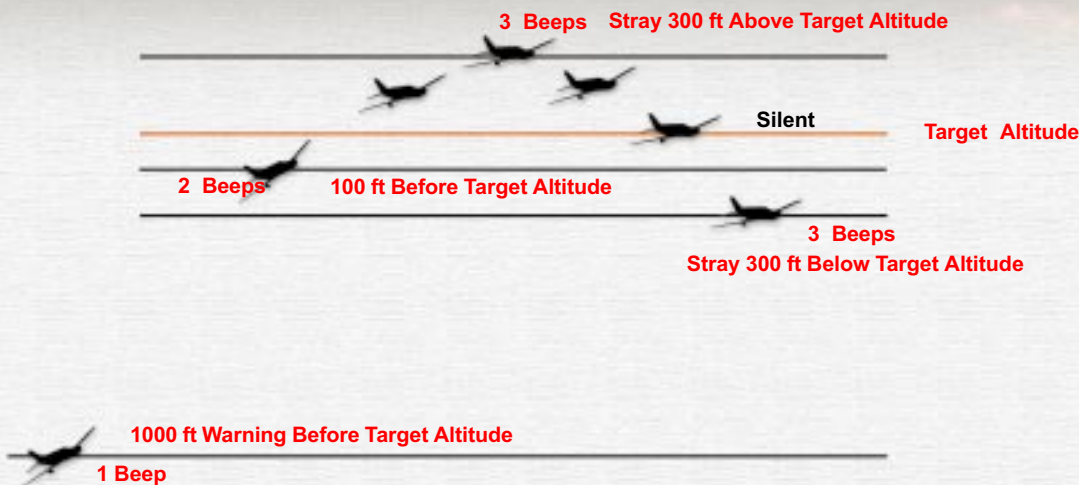 3 Beeps Stray 300 ft Above Target Altitude
Silent
Target Altitude
2 Beeps 100 ft Before Target Altitude
3 Beeps
Stray 300 ft Below Target Altitude
1000 ft Warning Before Target Altitude
1 Beep